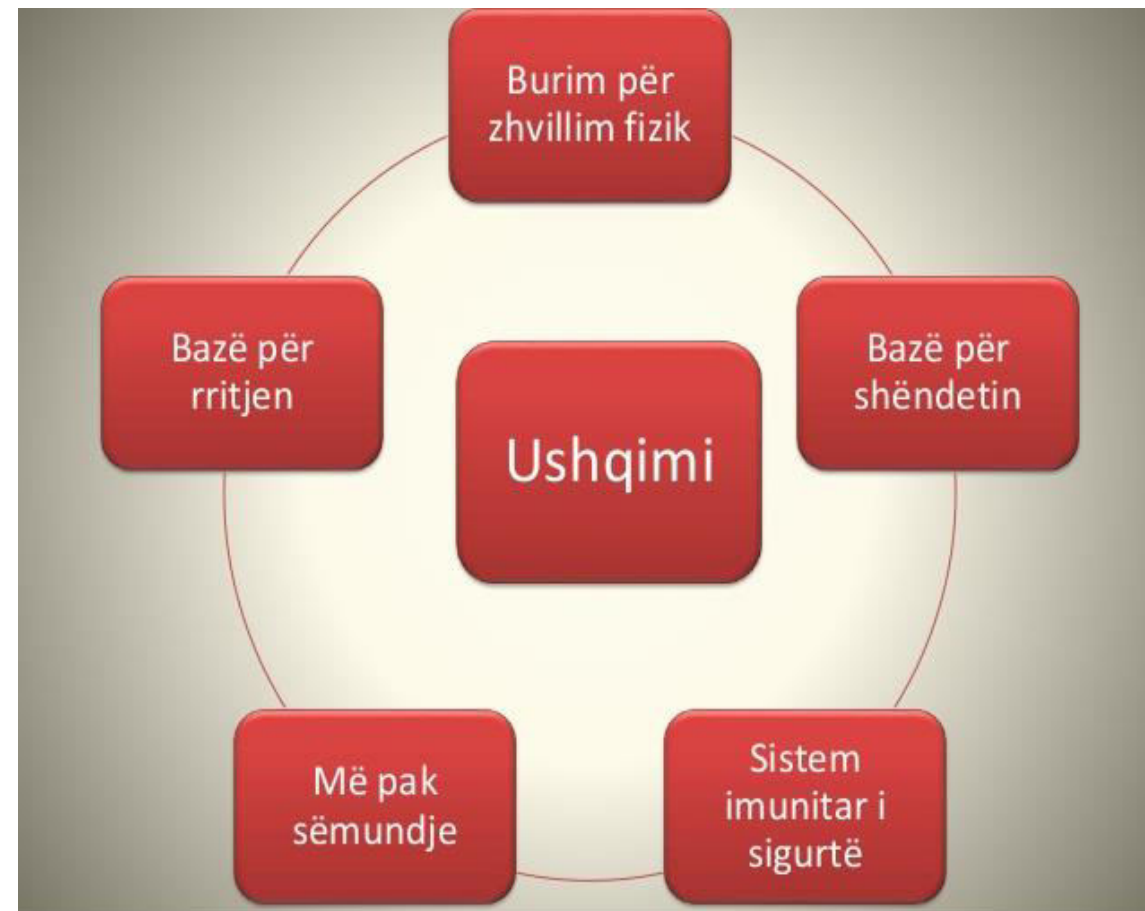 Burim për
zhvillim fizik
Bazë për
shëndetin
Sistem
imunitar i
sigurtë
Më pak
sëmundje
Bazë për
rritjen
Ushqimi